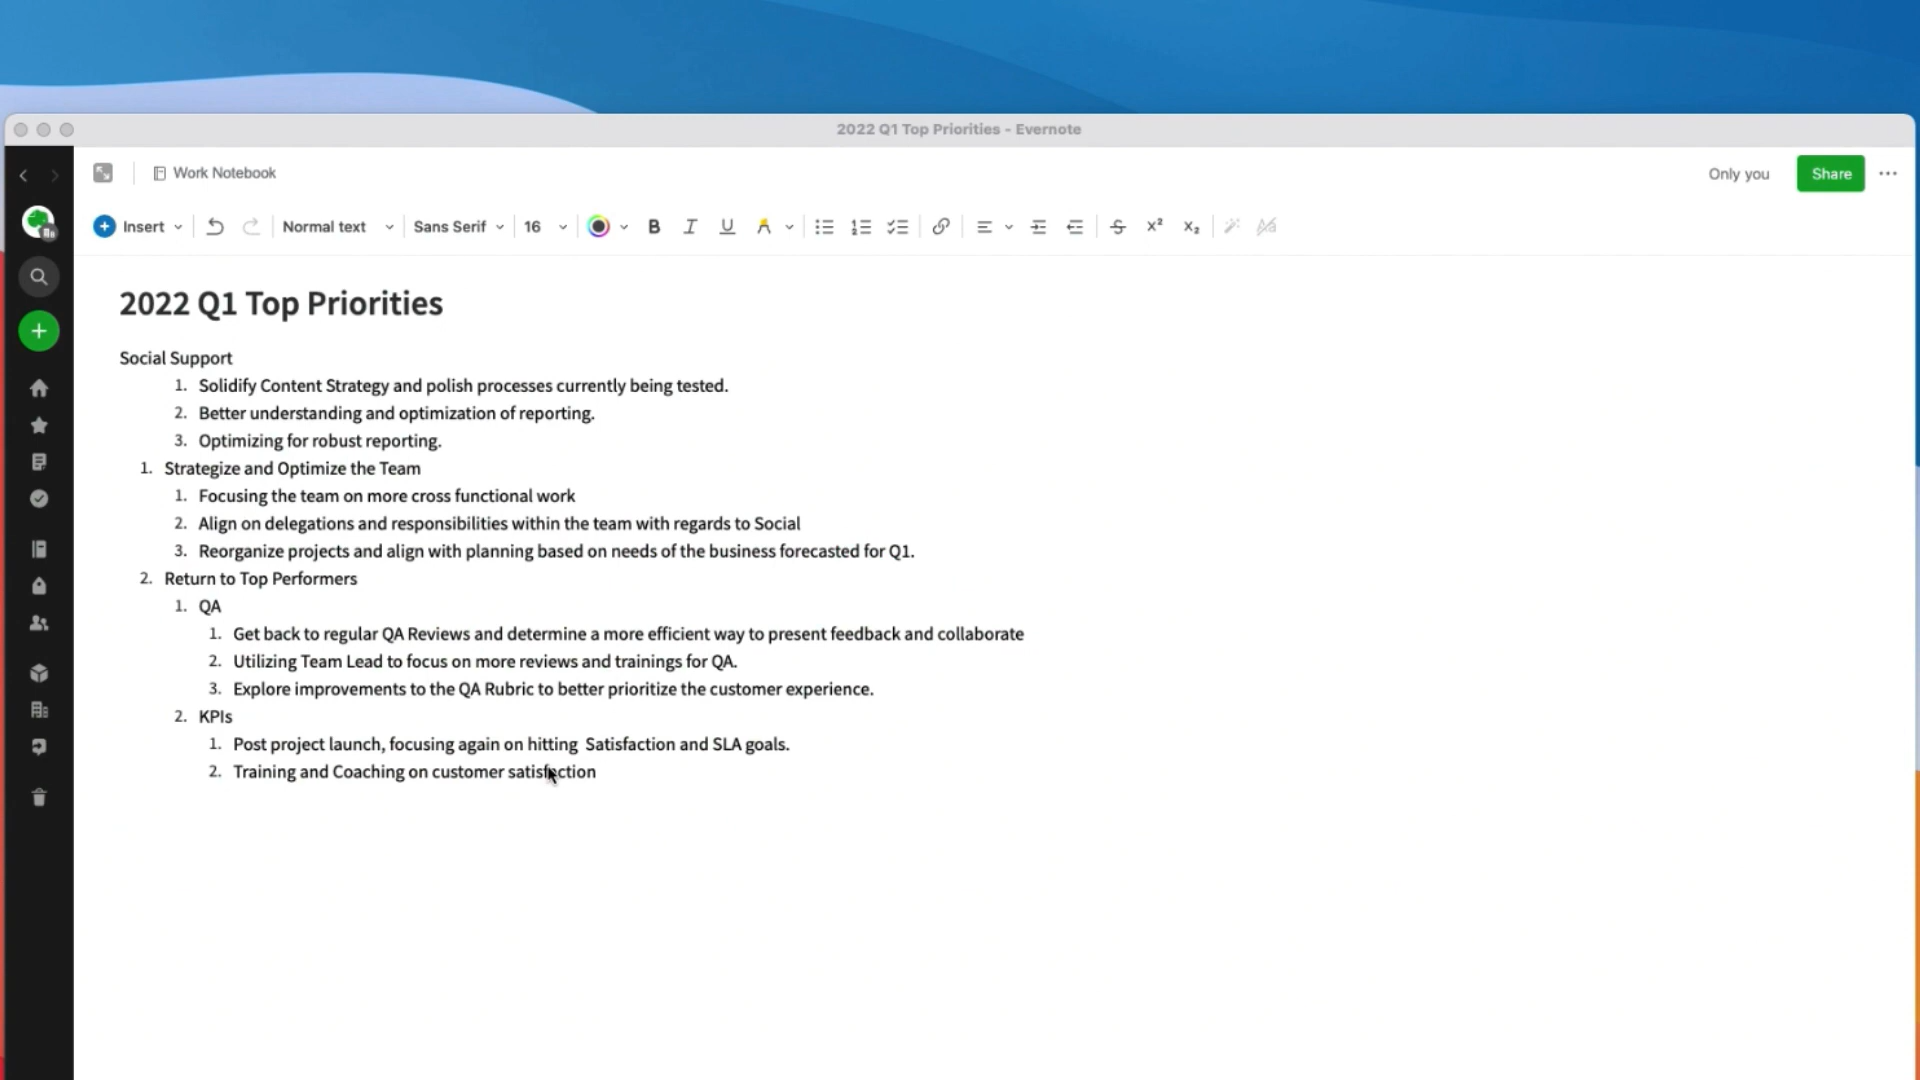 2022 Q1 Top Priorities - Evernote
Work Notebook
Only you
Share
Insert
Normal text
Sans Serif
16
B I U A
S X² X₂
2022 Q1 Top Priorities
Social Support
1. Solidify Content Strategy and polish processes currently being tested.
2. Better understanding and optimization of reporting.
3. Optimizing for robust reporting.
1. Strategize and Optimize the Team
1. Focusing the team on more cross functional work
2. Align on delegations and responsibilities within the team with regards to Social
3. Reorganize projects and align with planning based on needs of the business forecasted for Q1.
2. Return to Top Performers
1. QA
1. Get back to regular QA Reviews and determine a more efficient way to present feedback and collaborate
2. Utilizing Team Lead to focus on more reviews and trainings for QA.
3. Explore improvements to the QA Rubric to better prioritize the customer experience.
2. KPIs
1. Post project launch, focusing again on hitting  Satisfaction and SLA goals.
2. Training and Coaching on customer satisfaction